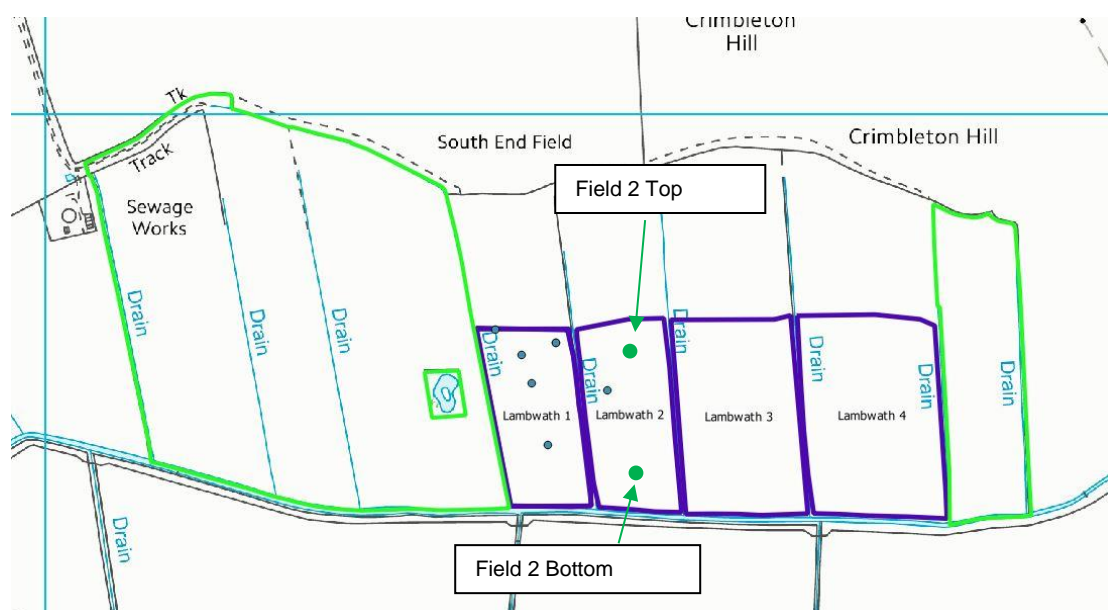 Crimbleton
Hill
Tk
Track
South End Field
Crimbleton Hill
Field 2 Top
Sewage
Works
Drain
Drain
Drain
Drain
Drain
Drain
Drain
Drain
Drain
Lambwath 1
Lambwath 2
Lambwath 3
Lambwath 4
Drain
Field 2 Bottom